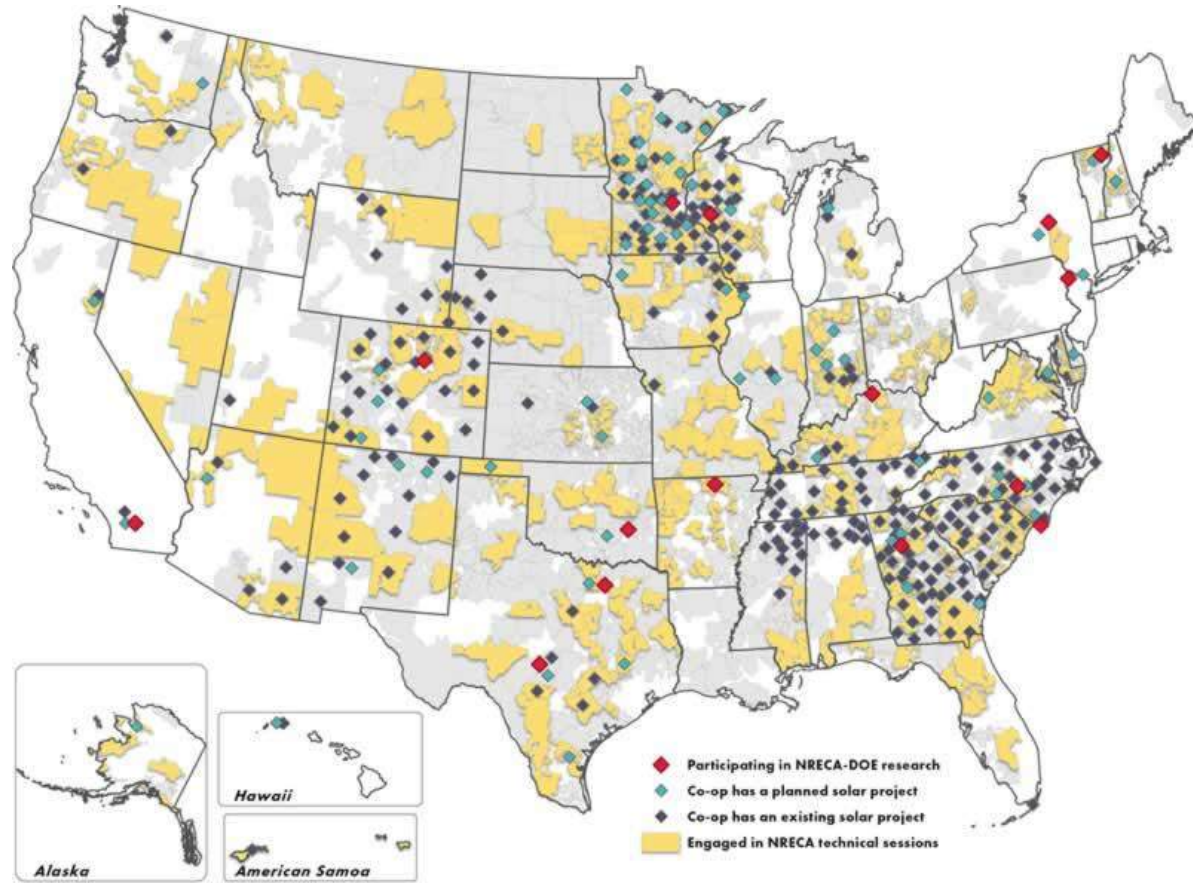 Participating in NRECA-DOE research
Co-op has a planned solar project
Co-op has an existing solar project
Engaged in NRECA technical sessions
Hawaii
Alaska
American Samoa